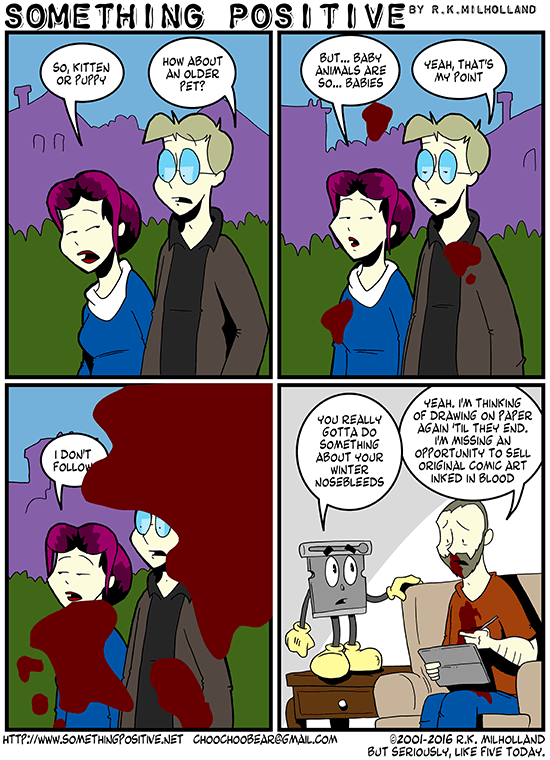 SOMETHING POSITIVE BY R.K.MILHOLLAND
SO, KITTEN
OR PUPPY
HOW ABOUT
AN OLDER
PET?
BUT... BABY
ANIMALS ARE
SO... BABIES
YEAH, THAT'S
MY POINT
I DON'T
FOLLOW
YOU REALLY
GOTTA DO
SOMETHING
ABOUT YOUR
WINTER
NOSEBLEEDS
YEAH. I'M THINKING
OF DRAWING ON PAPER
AGAIN 'TIL THEY END.
I'M MISSING AN
OPPORTUNITY TO SELL
ORIGINAL COMIC ART
INKED IN BLOOD
HTTP://WWW.SOMETHINGPOSITIVE.NET CHOOCHOOBEAR@GMAIL.COM
©2001-2016 R.K. MILHOLLAND
BUT SERIOUSLY, LIKE FIVE TODAY.